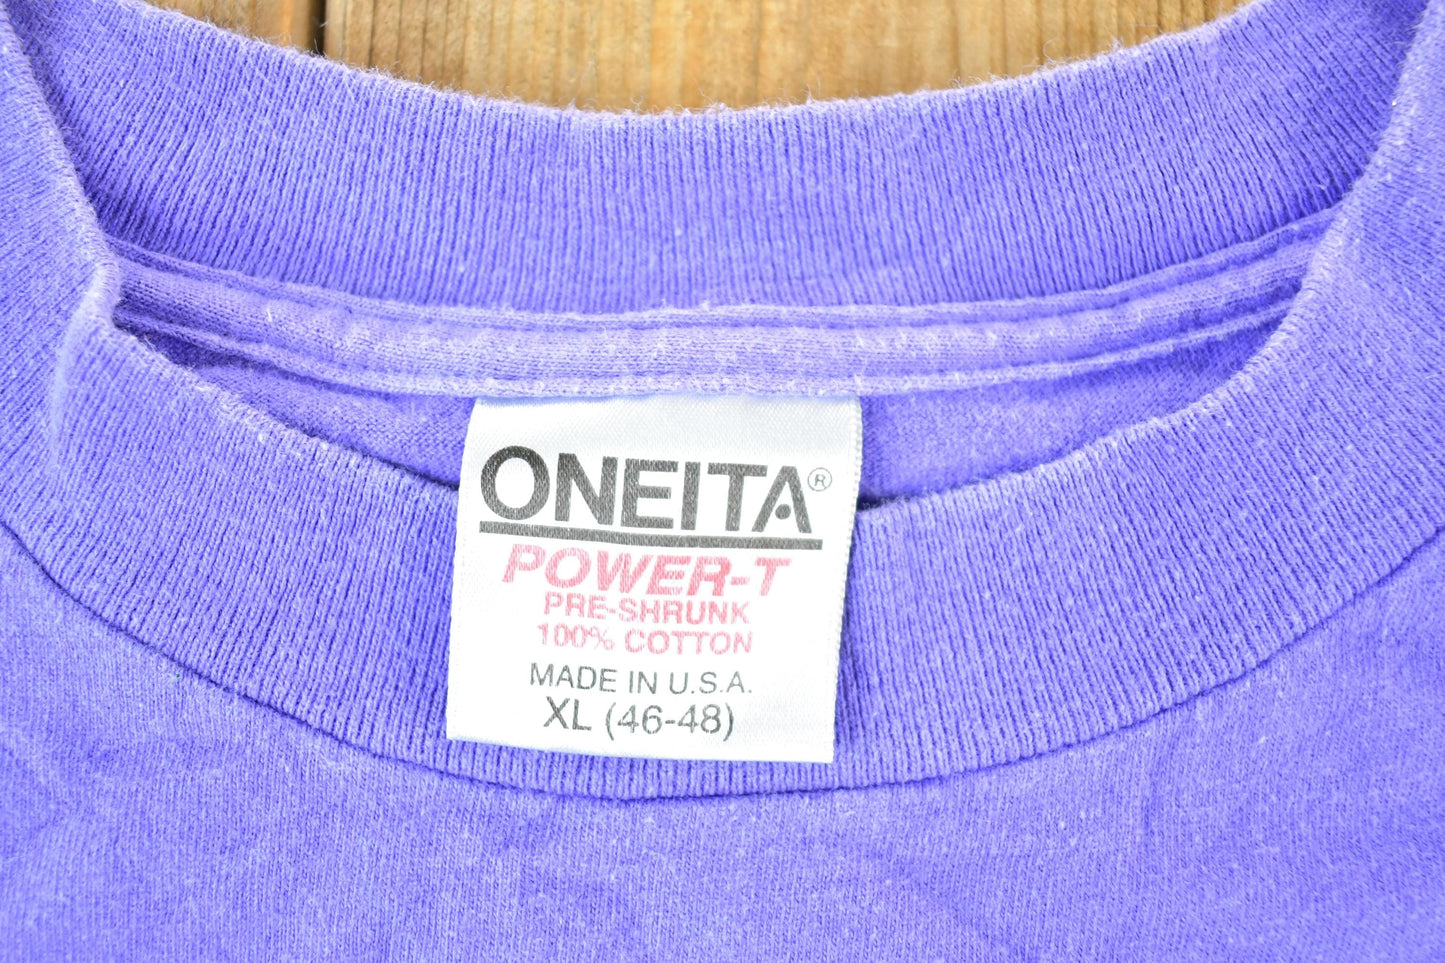 ONEITA®
POWER-T
PRE-SHRUNK
100% COTTON
MADE IN U.S.A.
XL (46-48)